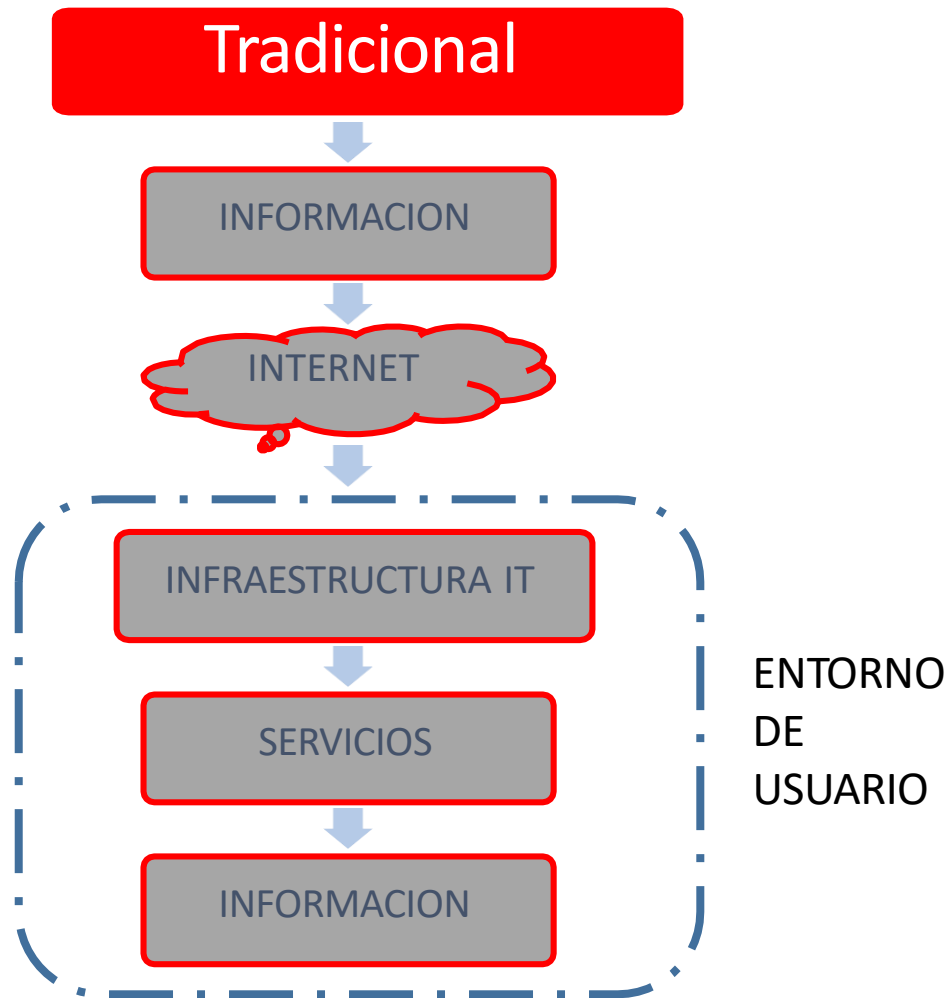 Tradicional
INFORMACION
INTERNET
INFRAESTRUCTURA IT
SERVICIOS
INFORMACION
ENTORNO
DE
USUARIO